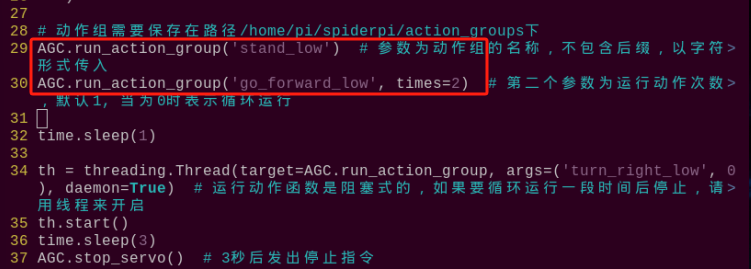 27
28 # 动作组需要保存在路径/home/pi/spiderpi/action_groups下
29 AGC.run_action_group('stand_low')  # 参数为动作组的名称，不包含后缀，以字符>
形式传入
30 AGC.run_action_group('go_forward_low', times=2)  # 第二个参数为运行动作次数>
，默认1, 当为0时表示循环运行
31
32 time.sleep(1)
33
34 th = threading.Thread(target=AGC.run_action_group, args=('turn_right_low', 0
), daemon=True)  # 运行动作函数是阻塞式的，如果要循环运行一段时间后停止，请>
用线程来开启
35 th.start()
36 time.sleep(3)
37 AGC.stop_servo()  # 3秒后发出停止指令